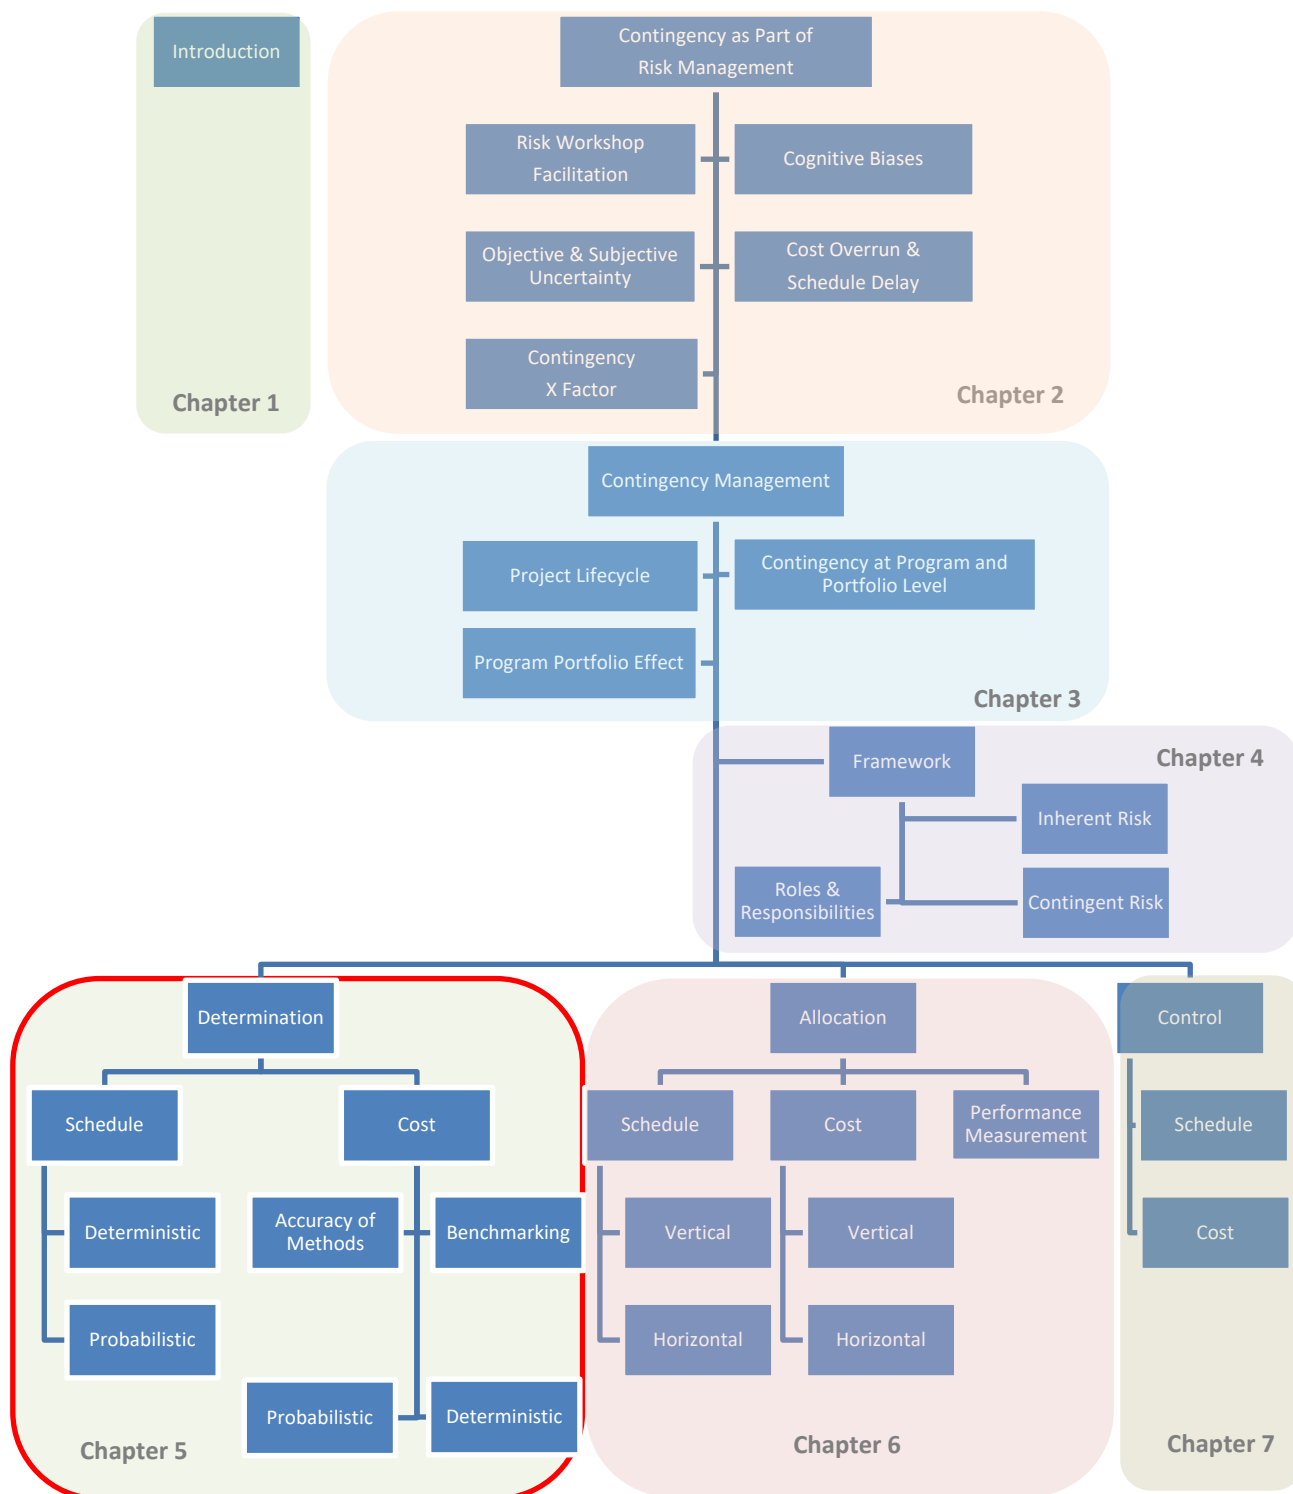 Introduction
Chapter 1
Contingency as Part of
Risk Management
Risk Workshop
Facilitation
Cognitive Biases
Objective & Subjective
Uncertainty
Cost Overrun &
Schedule Delay
Contingency
X Factor
Chapter 2
Contingency Management
Project Lifecycle
Contingency at Program and
Portfolio Level
Program Portfolio Effect
Chapter 3
Framework
Chapter 4
Inherent Risk
Roles &
Responsibilities
Contingent Risk
Determination
Schedule
Cost
Deterministic
Accuracy of
Methods
Benchmarking
Probabilistic
Probabilistic
Deterministic
Chapter 5
Allocation
Schedule
Cost
Performance
Measurement
Vertical
Vertical
Horizontal
Horizontal
Chapter 6
Control
Schedule
Cost
Chapter 7